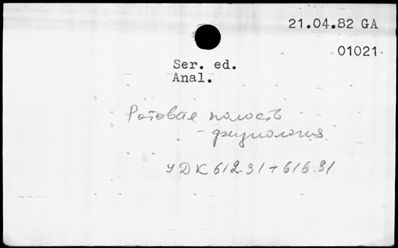 21.04.82 GA
01021
Ser. ed.
Anal.
Ротовая полость
- физиология
УДК 612.31+616.31